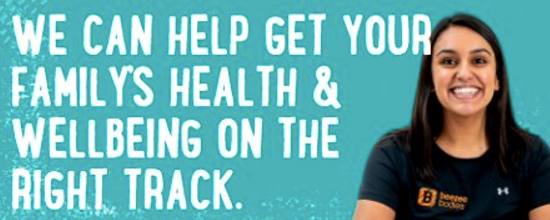 WE CAN HELP GET YOUR
FAMILY'S HEALTH &
WELLBEING ON THE
RIGHT TRACK.
beezee
bodies